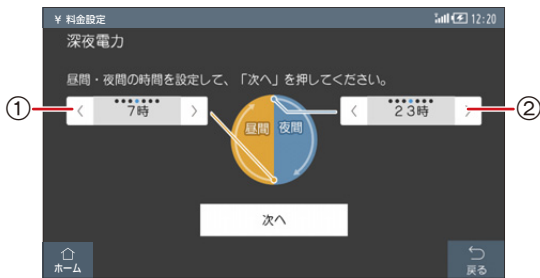 ¥ 料金設定
12:20
深夜電力
昼間・夜間の時間を設定して、「次へ」を押してください。
① < 7時 > < 23時 > ②
昼間 夜間
次へ
ホーム 戻る